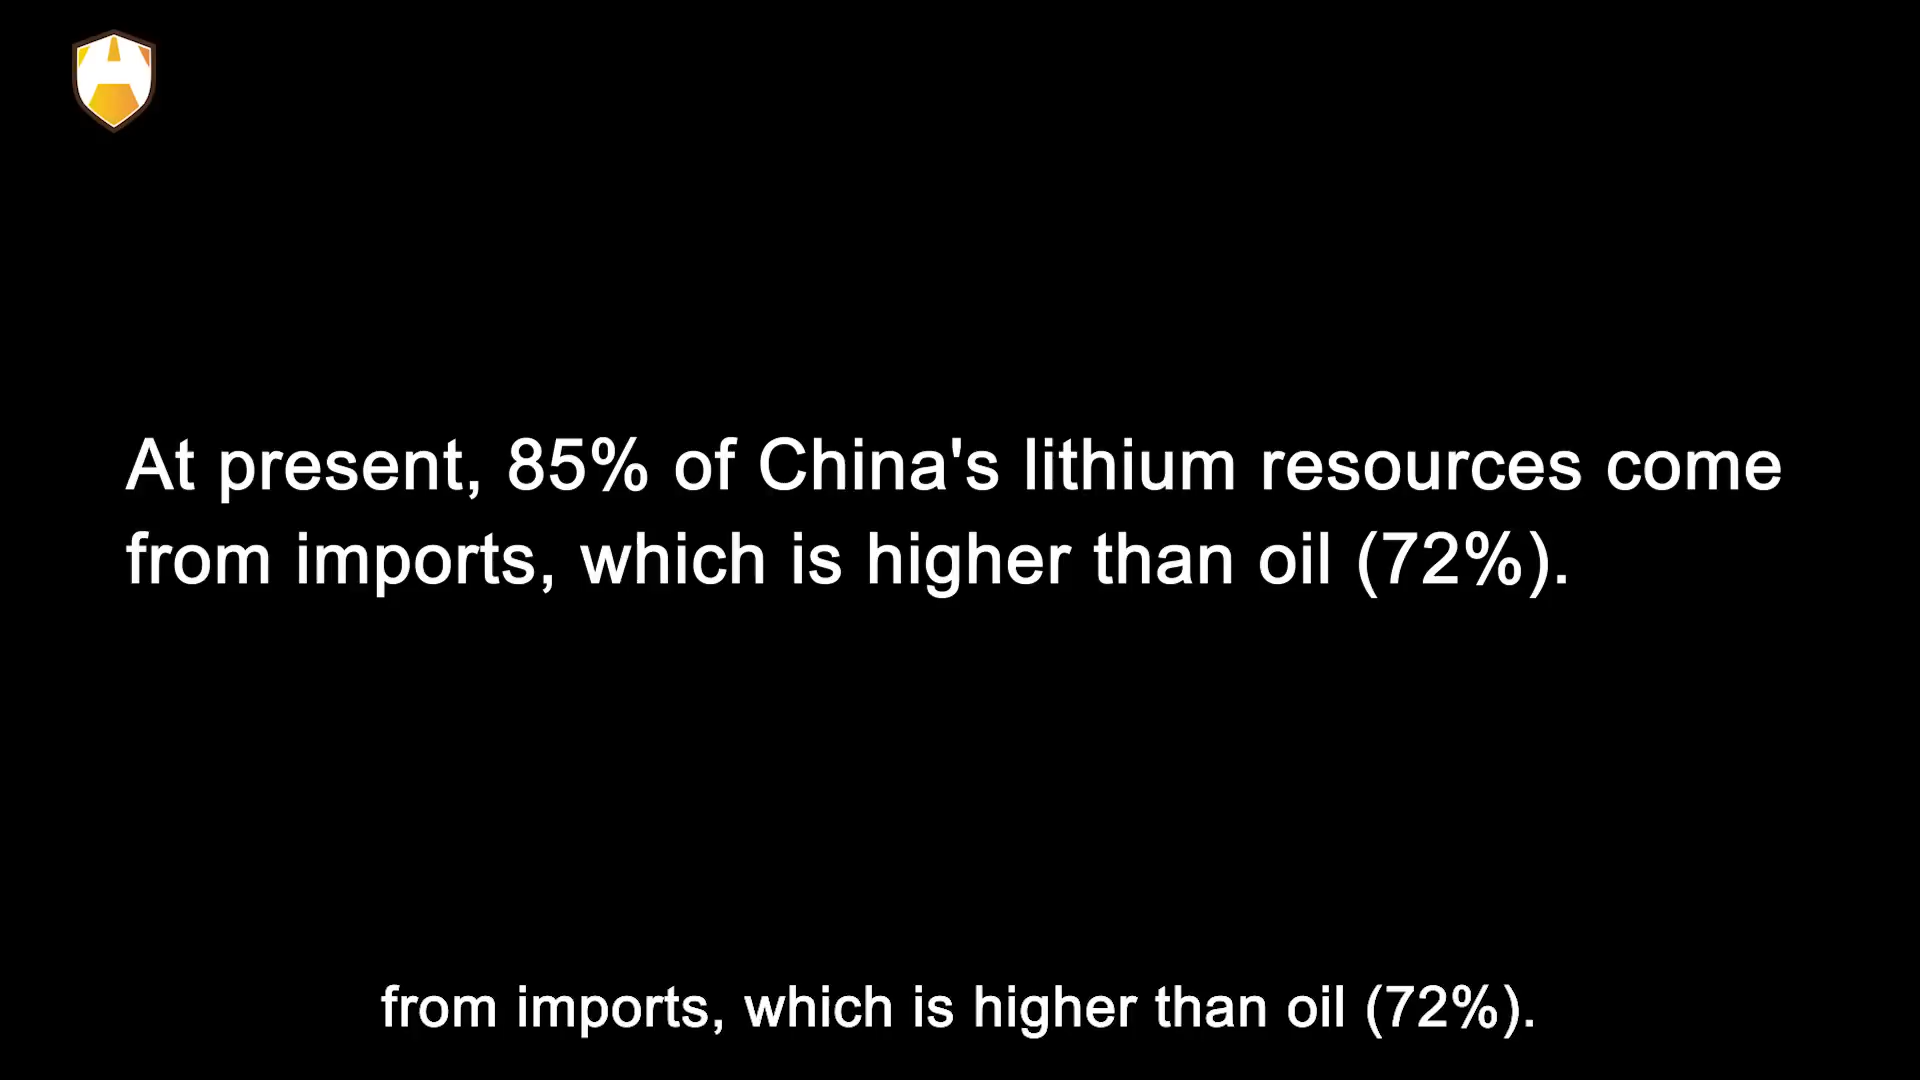 At present, 85% of China's lithium resources come
from imports, which is higher than oil (72%).
from imports, which is higher than oil (72%).